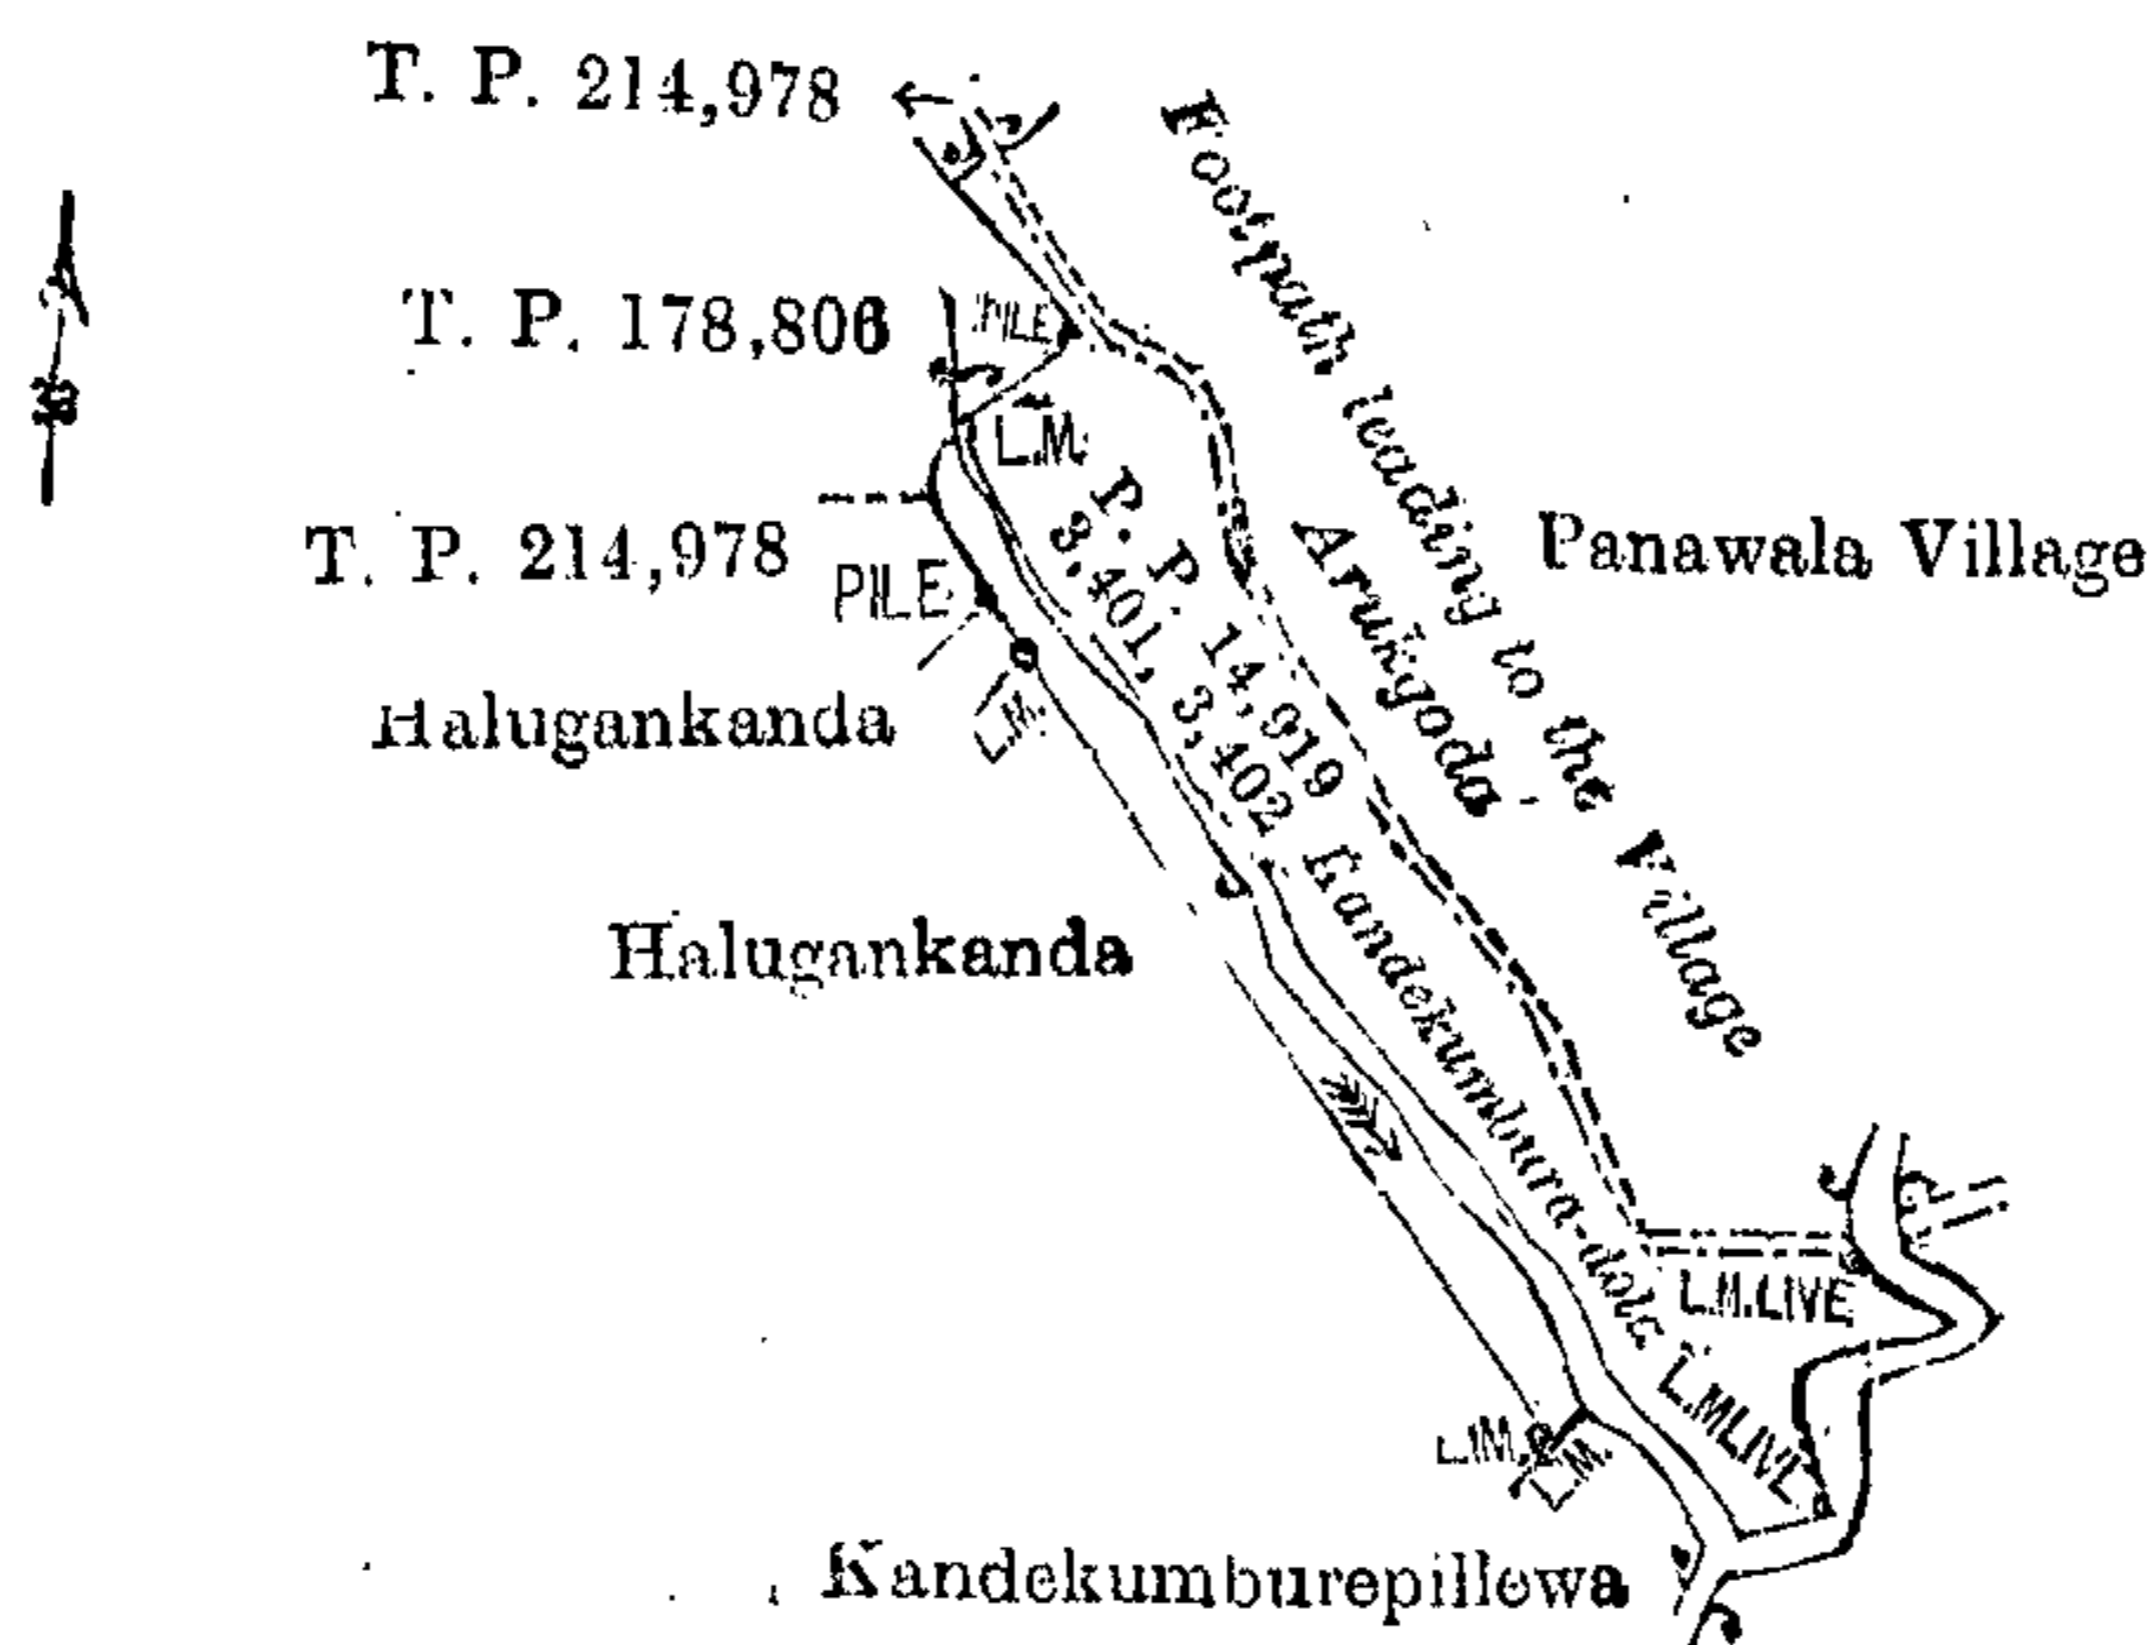 T. P. 214,978
T. P. 178,806
PILE
L.M.
T. P. 214,978
PILE
L.M.
Halugankanda
Halugankanda
P. P. 14,919
3,401, 3,402
Kandekumbura-dola
Footpath leading to the Village
Arukgoda
Panawala Village
L.M.LIVE
L.M.LIVE
L.M.
L.M.
Kandekumburepillewa